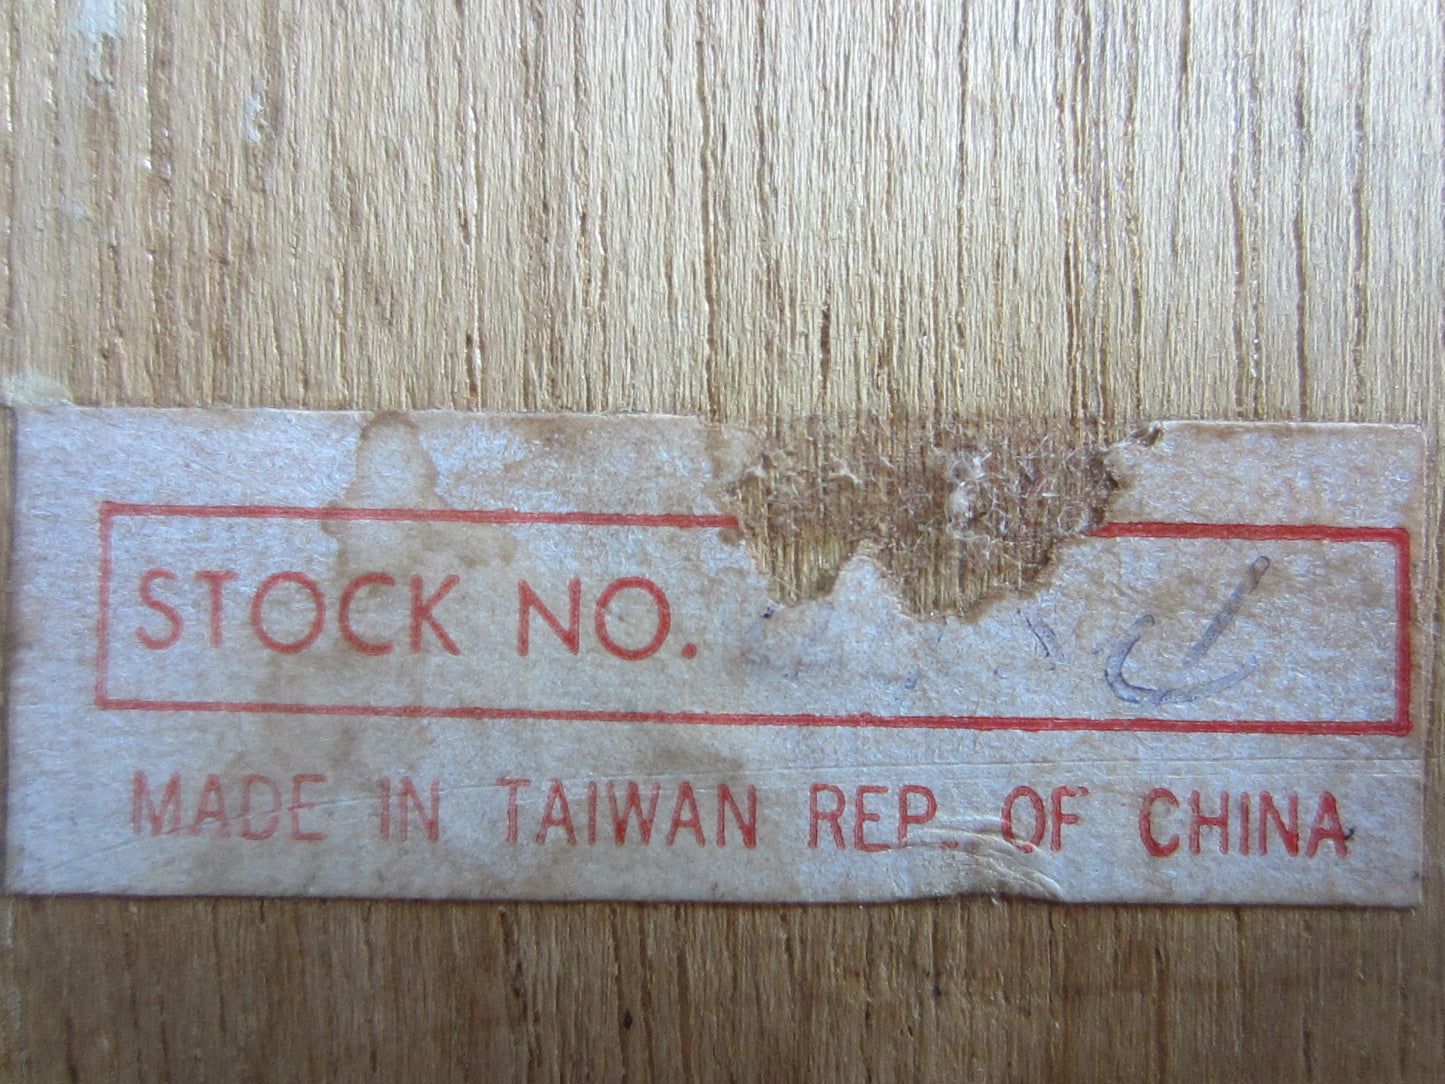 STOCK NO.
MADE IN TAIWAN REP. OF CHINA